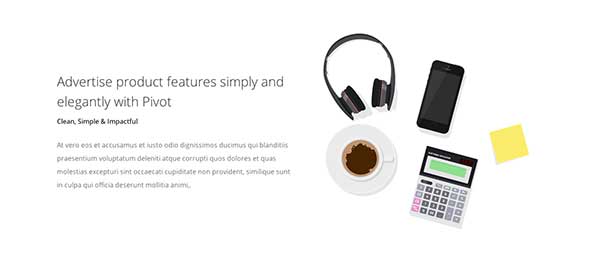 Advertise product features simply and
elegantly with Pivot
Clean, Simple & Impactful
At vero eos et accusamus et iusto odio dignissimos ducimus qui blanditiis
praesentium voluptatum deleniti atque corrupti quos dolores et quas
molestias excepturi sint occaecati cupiditate non provident, similique sunt
in culpa qui officia deserunt mollitia animi,